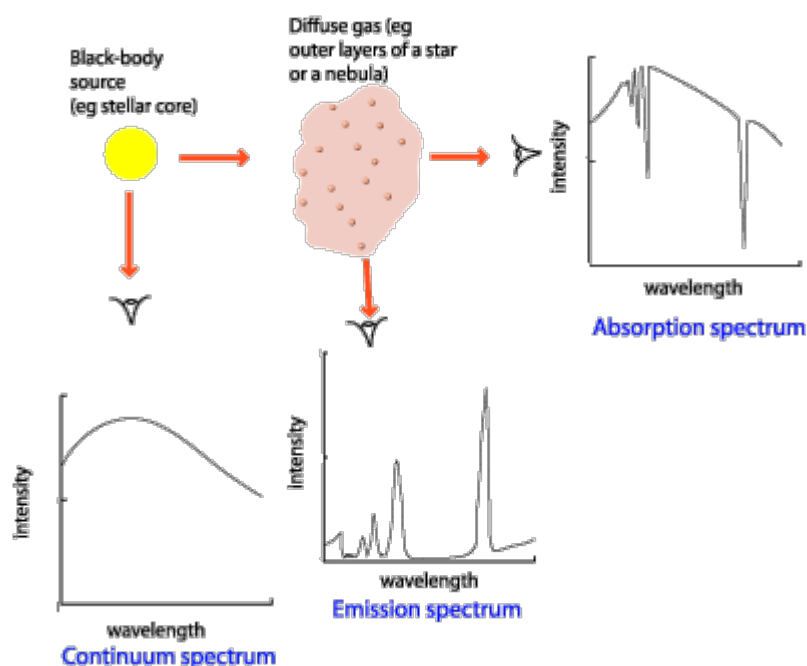 Black-body
source
(eg stellar core)
Diffuse gas (eg
outer layers of a star
or a nebula)
intensity
wavelength
Absorption spectrum
intensity
wavelength
Emission spectrum
intensity
wavelength
Continuum spectrum